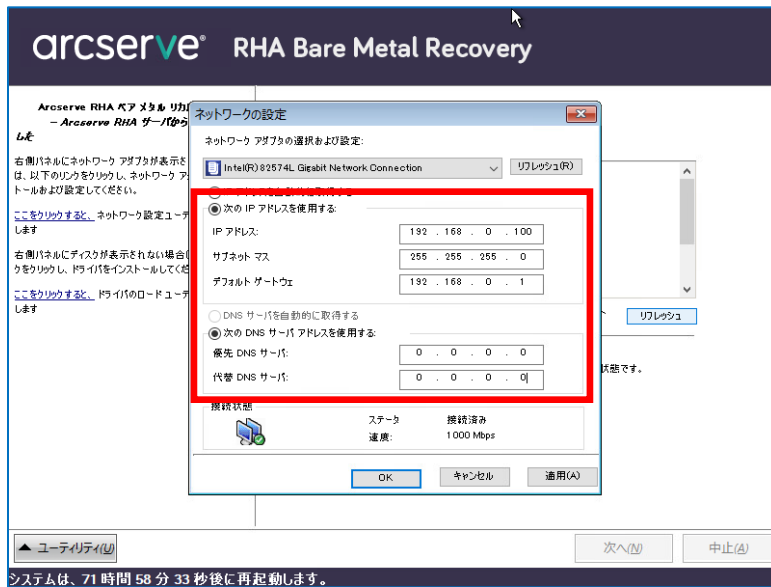 arcserve® RHA Bare Metal Recovery
Arcserve RHA ベア メタル リカ
– Arcserve RHA サーバから
した
右側パネルにネットワーク アダプタが表示さ
は、以下のリンクをクリックし、ネットワーク ア
トールおよび設定してください。
ここをクリックすると、 ネットワーク設定ユーテ
します
右側パネルにディスクが表示されない場合
クをクリックし、ドライバをインストールしてくだ
ここをクリックすると、 ドライバのロード ユーテ
します
ネットワークの設定
ネットワーク アダプタの選択および設定:
Intel(R) 82574L Gigabit Network Connection
リフレッシュ(R)
次の IP アドレスを使用する:
IP アドレス: 192 . 168 . 0 . 100
サブネット マス 255 . 255 . 255 . 0
デフォルト ゲートウェ 192 . 168 . 0 . 1
DNS サーバを自動的に取得する
次の DNS サーバ アドレスを使用する:
優先 DNS サーバ: 0 . 0 . 0 . 0
代替 DNS サーバ: 0 . 0 . 0 . 0
接続状態
ステータ 接続済み
速度: 1000 Mbps
OK キャンセル 適用(A)
リフレッシュ
状態です。
ユーティリティ(U)
次へ(N) 中止(A)
システムは、71 時間 58 分 33 秒後に再起動します。